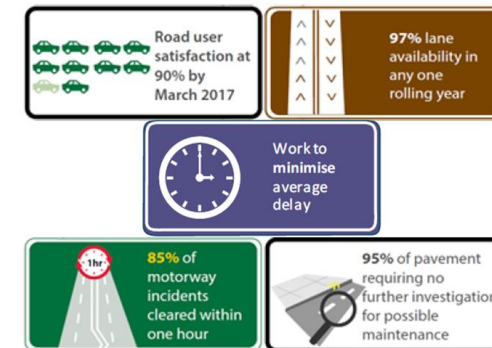 Road user
satisfaction at
90% by
March 2017
97% lane
availability in
any one
rolling year
Work to
minimise
average
delay
1hr
85% of
motorway
incidents
cleared within
one hour
95% of pavement
requiring no
further investigation
for possible
maintenance